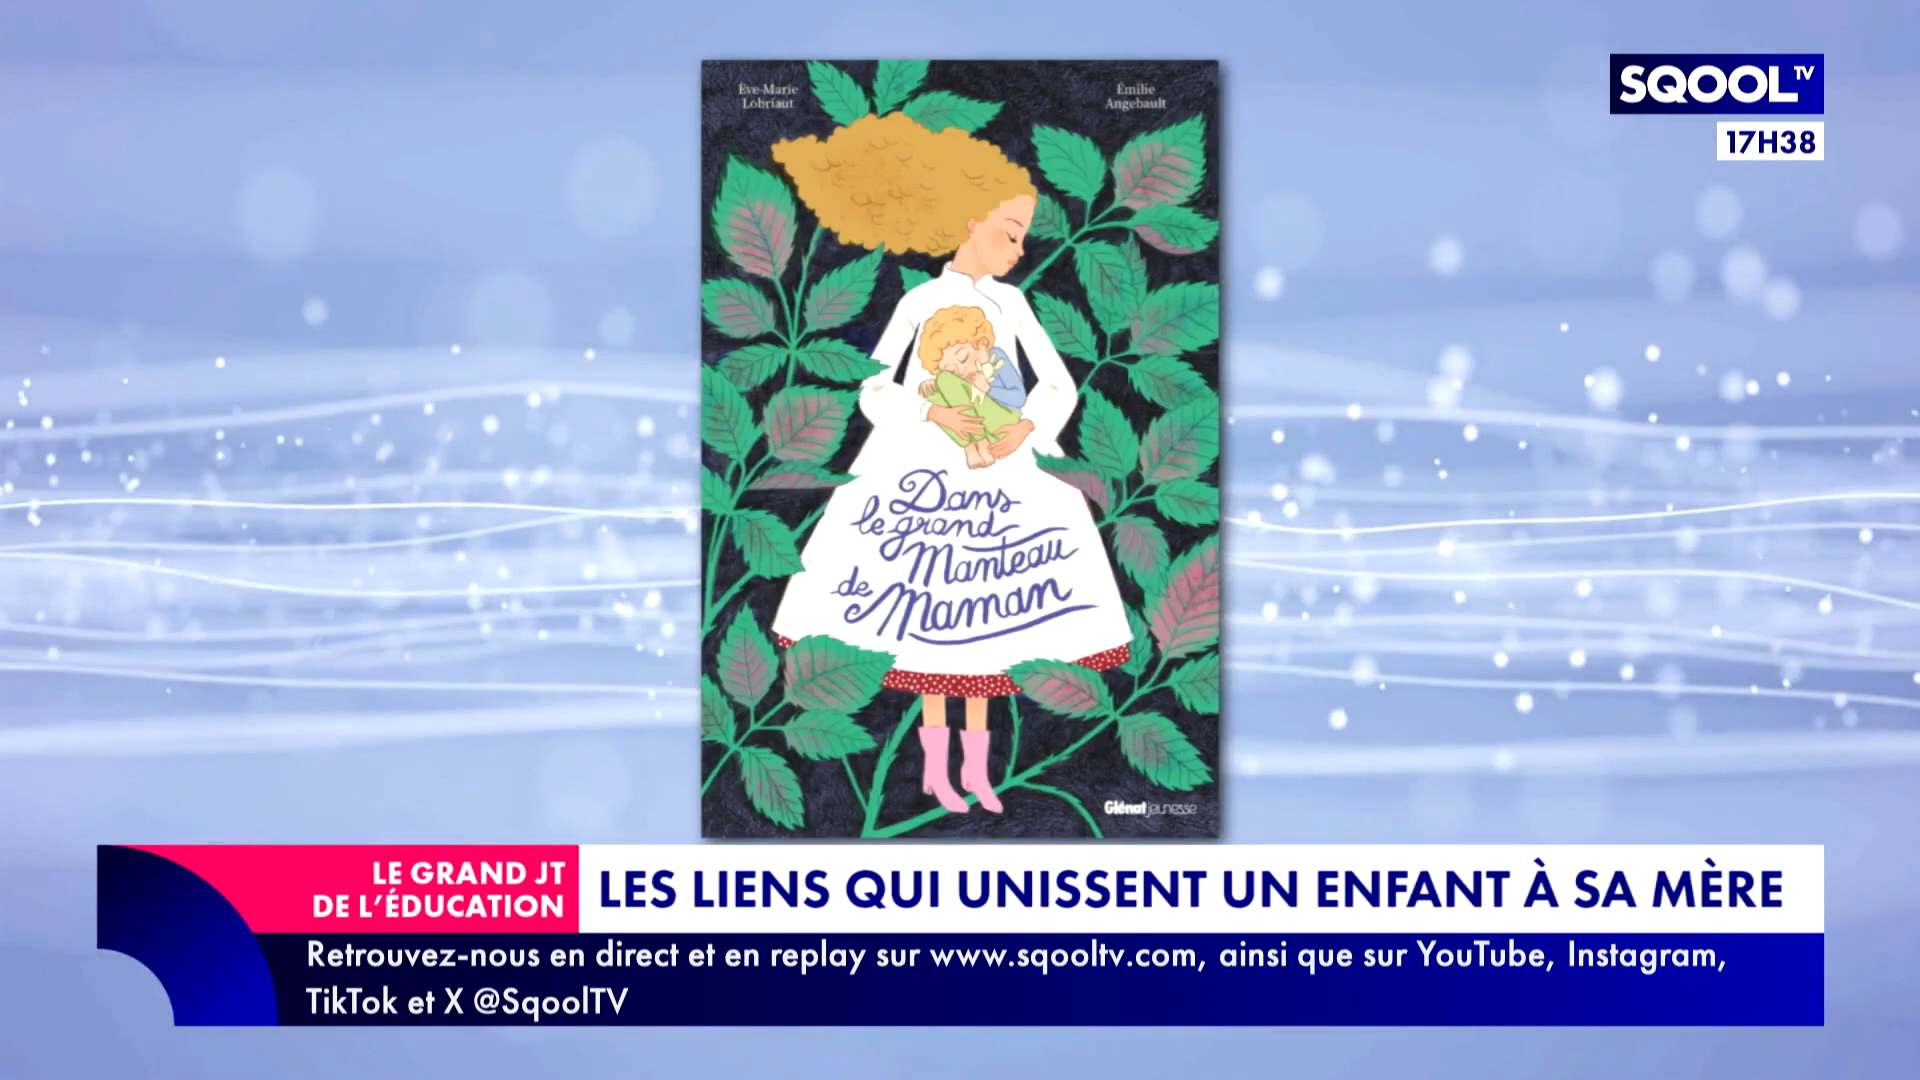 Ève-Marie
Lobriaut
Émilie
Angebault
SQOOL TV
17H38
Dans
le grand
Manteau
de
Maman
Glénat jeunesse
LE GRAND JT
DE L'ÉDUCATION
LES LIENS QUI UNISSENT UN ENFANT À SA MÈRE
Retrouvez-nous en direct et en replay sur www.sqooltv.com, ainsi que sur YouTube, Instagram,
TikTok et X @SqoolTV